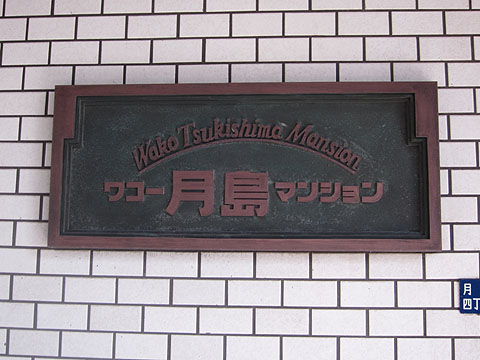 Wako Tsukishima Mansion
ワコー月島マンション
月
四丁